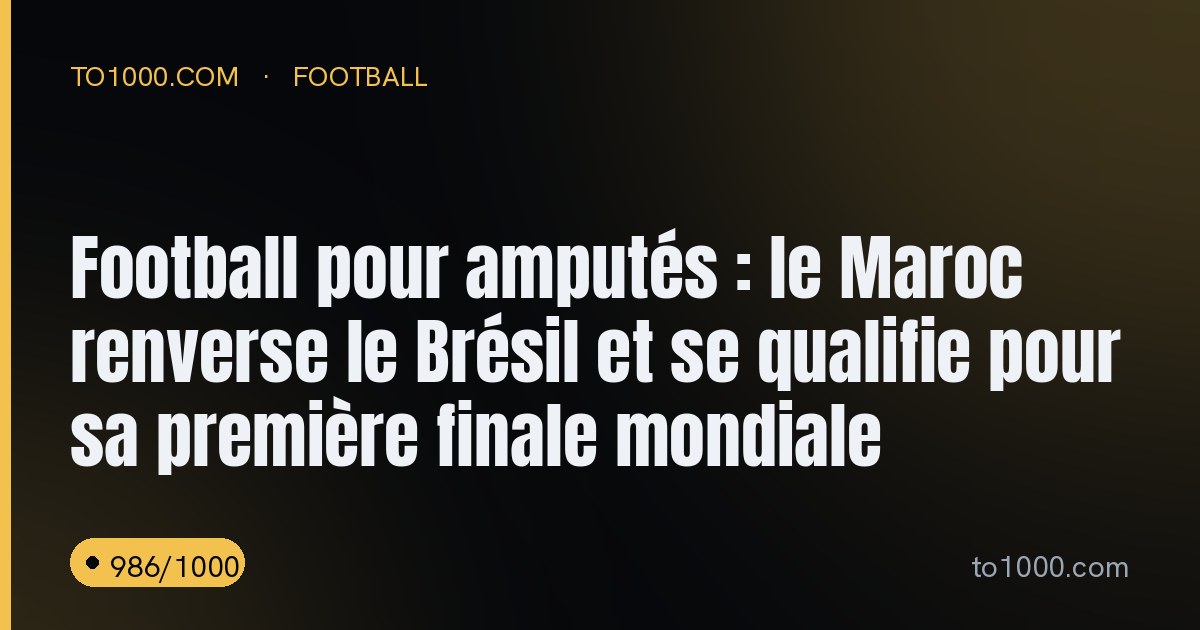 TO1000.COM · FOOTBALL
Football pour amputés : le Maroc
renverse le Brésil et se qualifie pour
sa première finale mondiale
986/1000
to1000.com